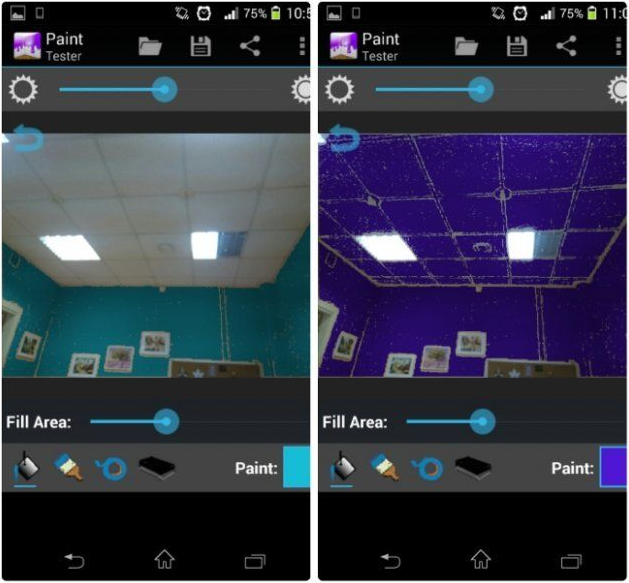 75% 10:5
Paint
Tester
Fill Area:
Paint:
75% 11:0
Paint
Tester
Fill Area:
Paint: